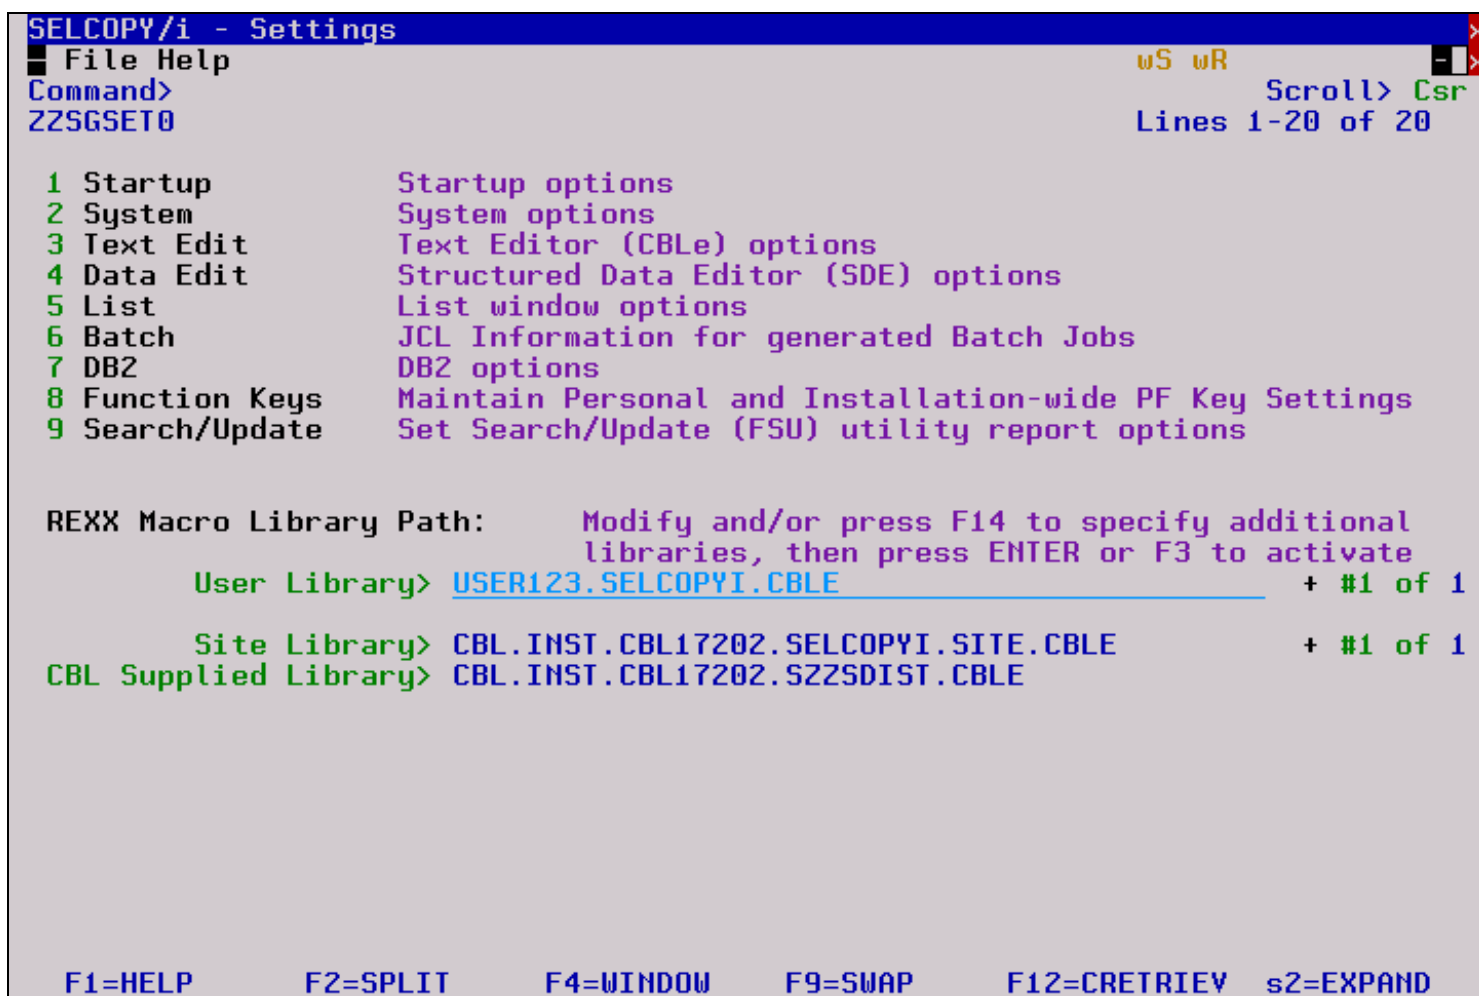 SELCOPY/i - Settings
File Help wS wR
Command> Scroll> Csr
ZZSGSET0 Lines 1-20 of 20
1 Startup Startup options
2 System System options
3 Text Edit Text Editor (CBLe) options
4 Data Edit Structured Data Editor (SDE) options
5 List List window options
6 Batch JCL Information for generated Batch Jobs
7 DB2 DB2 options
8 Function Keys Maintain Personal and Installation-wide PF Key Settings
9 Search/Update Set Search/Update (FSU) utility report options
REXX Macro Library Path: Modify and/or press F14 to specify additional
libraries, then press ENTER or F3 to activate
User Library> USER123.SELCOPYI.CBLE + #1 of 1
Site Library> CBL.INST.CBL17202.SELCOPYI.SITE.CBLE + #1 of 1
CBL Supplied Library> CBL.INST.CBL17202.SZZSDIST.CBLE
F1=HELP F2=SPLIT F4=WINDOW F9=SWAP F12=CRETRIEV s2=EXPAND